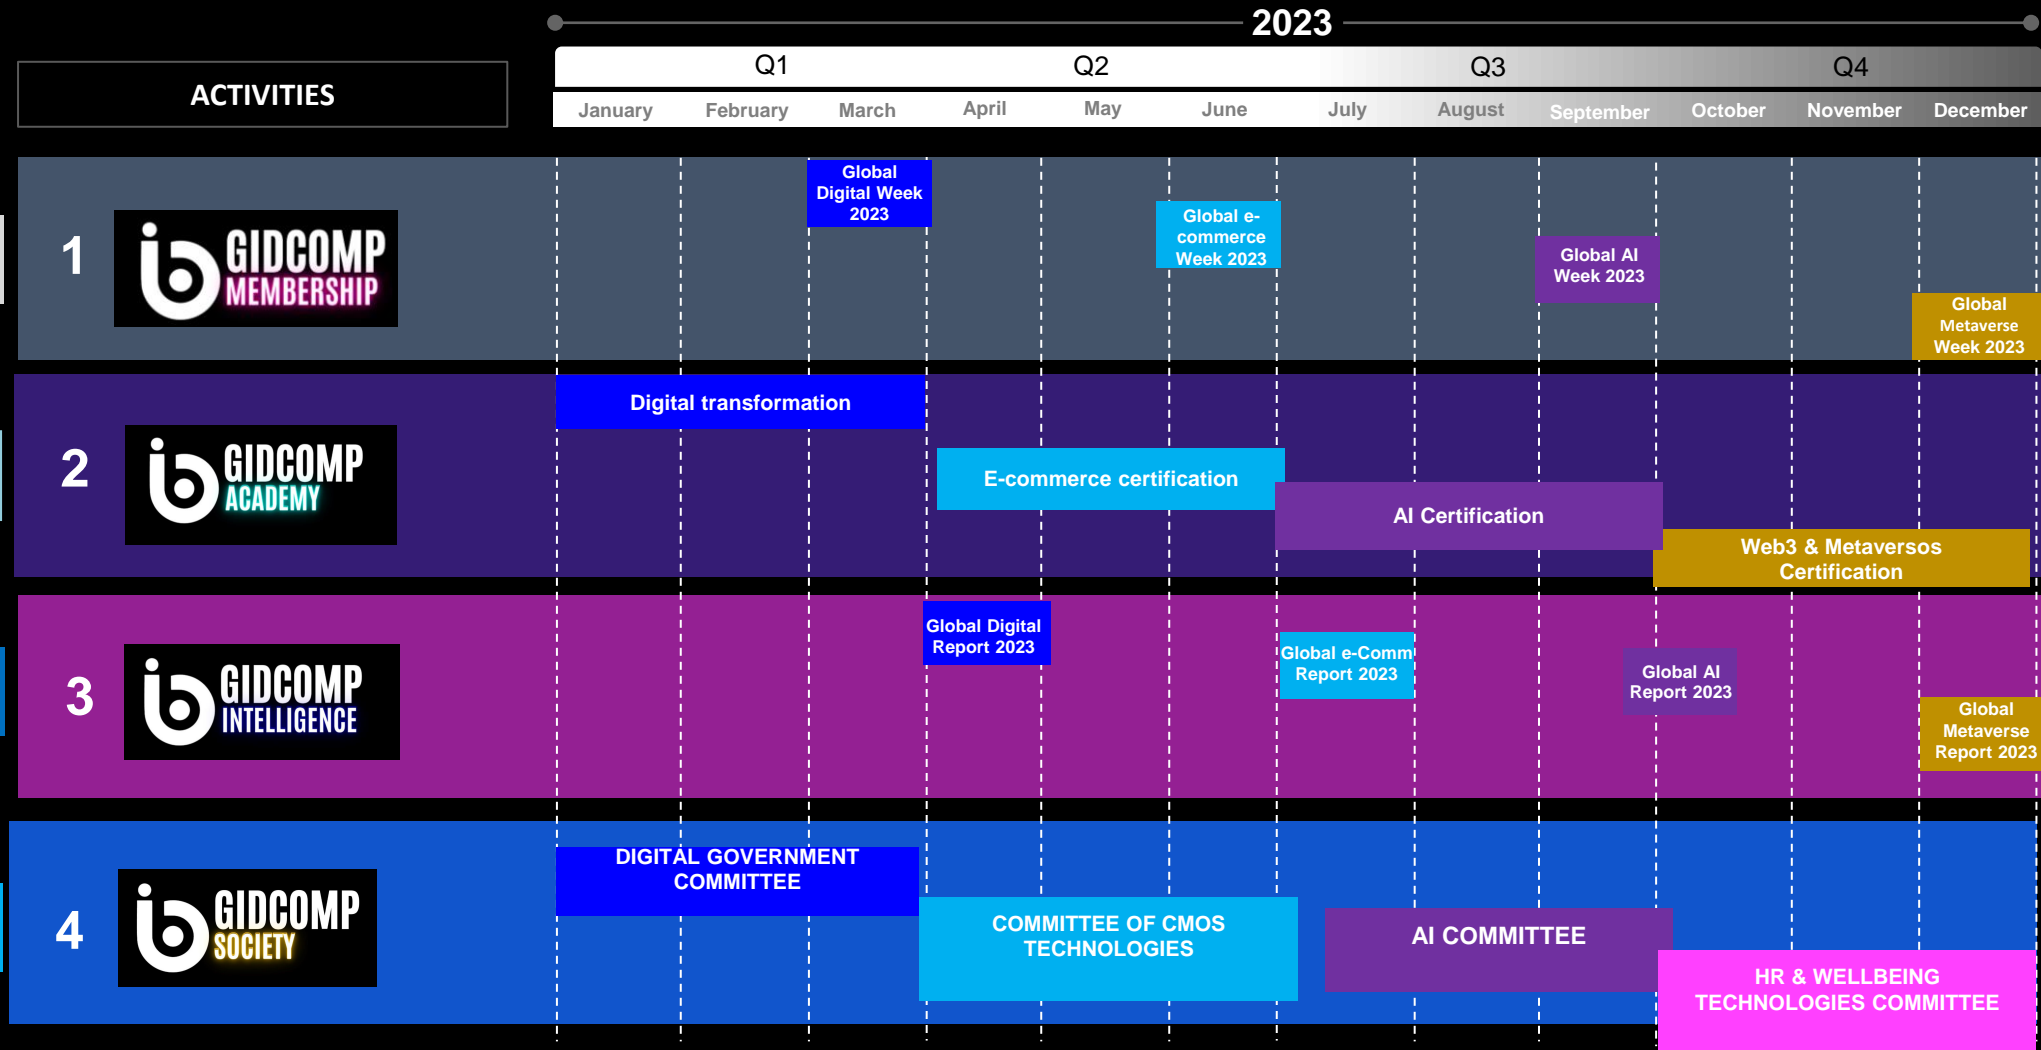 2023
ACTIVITIES
Q1 Q2 Q3 Q4
January February March April May June July August September October November December
1
GIDCOMP
MEMBERSHIP
Global
Digital Week
2023
Global e-
commerce
Week 2023
Global AI
Week 2023
Global
Metaverse
Week 2023
2
GIDCOMP
ACADEMY
Digital transformation
E-commerce certification
AI Certification
Web3 & Metaversos
Certification
3
GIDCOMP
INTELLIGENCE
Global Digital
Report 2023
Global e-Comm
Report 2023
Global AI
Report 2023
Global
Metaverse
Report 2023
4
GIDCOMP
SOCIETY
DIGITAL GOVERNMENT
COMMITTEE
COMMITTEE OF CMOS
TECHNOLOGIES
AI COMMITTEE
HR & WELLBEING
TECHNOLOGIES COMMITTEE